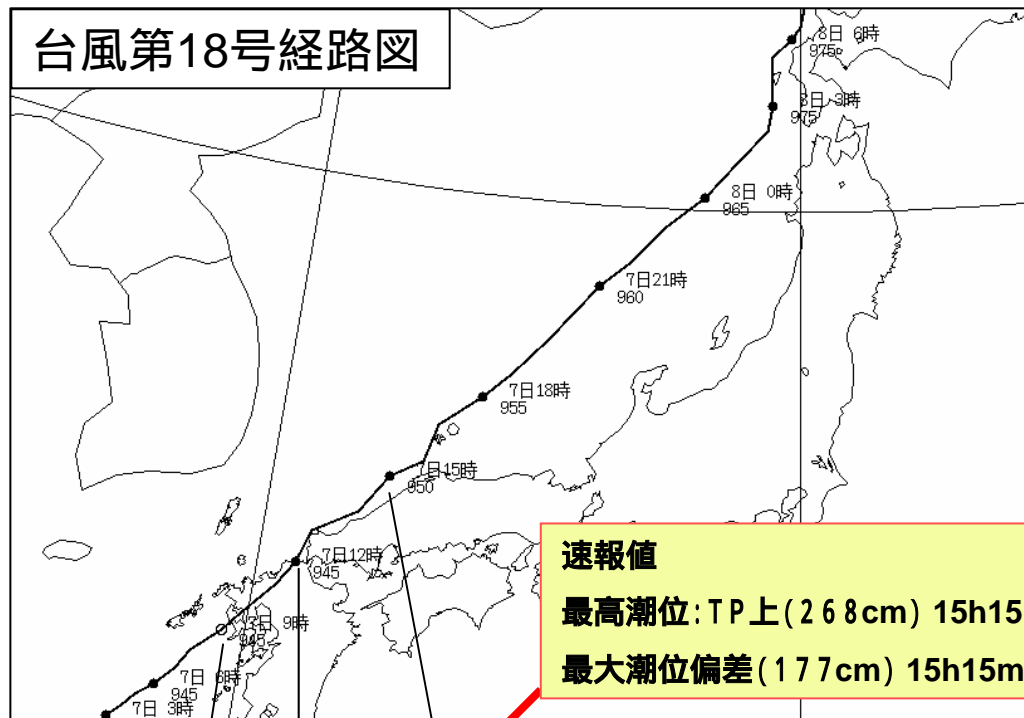 台風第18号経路図
8日 6時
975
8日 3時
975
8日 0時
965
7日21時
960
7日18時
955
日15時
950
7日12時
945
7日 9時
945
7日 6時
945
7日 3時
速報値
最高潮位:TP上(268cm) 15h15
最大潮位偏差(177cm) 15h15m